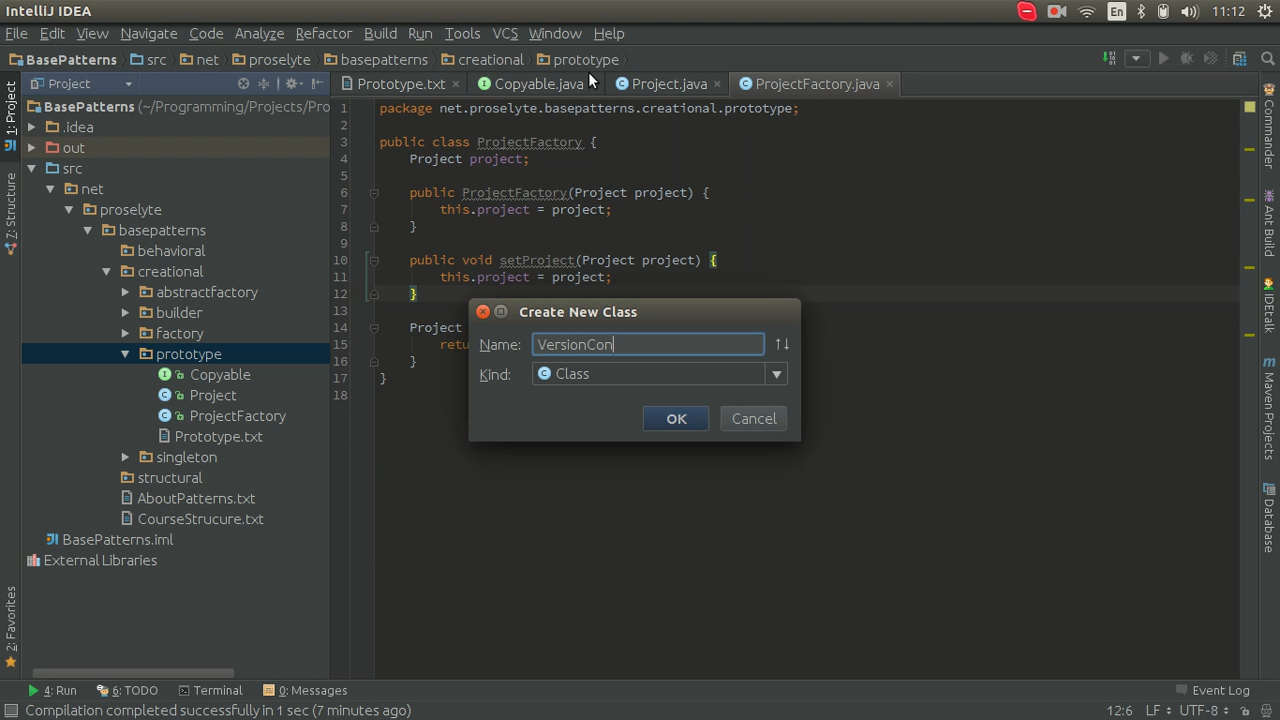 IntelliJ IDEA
En
11:12
File Edit View Navigate Code Analyze Refactor Build Run Tools VCS Window Help
BasePatterns src net proselyte basepatterns creational prototype
Project
Prototype.txt Copyable.java Project.java ProjectFactory.java
1: Project
7: Structure
2: Favorites
BasePatterns (~/Programming/Projects/Pro
.idea
out
src
net
proselyte
basepatterns
behavioral
creational
abstractfactory
builder
factory
prototype
Copyable
Project
ProjectFactory
Prototype.txt
singleton
structural
AboutPatterns.txt
CourseStrucure.txt
BasePatterns.iml
External Libraries
1 package net.proselyte.basepatterns.creational.prototype;
2
3 public class ProjectFactory {
4 Project project;
5
6 public ProjectFactory(Project project) {
7 this.project = project;
8 }
9
10 public void setProject(Project project) {
11 this.project = project;
12 }
13
14 Project
15 retu
16 }
17 }
18
Create New Class
Name: VersionCon
Kind: Class
OK Cancel
Commander
Ant Build
IDEtalk
Maven Projects
Database
4: Run 6: TODO Terminal 0: Messages Event Log
Compilation completed successfully in 1 sec (7 minutes ago) 12:6 LF UTF-8